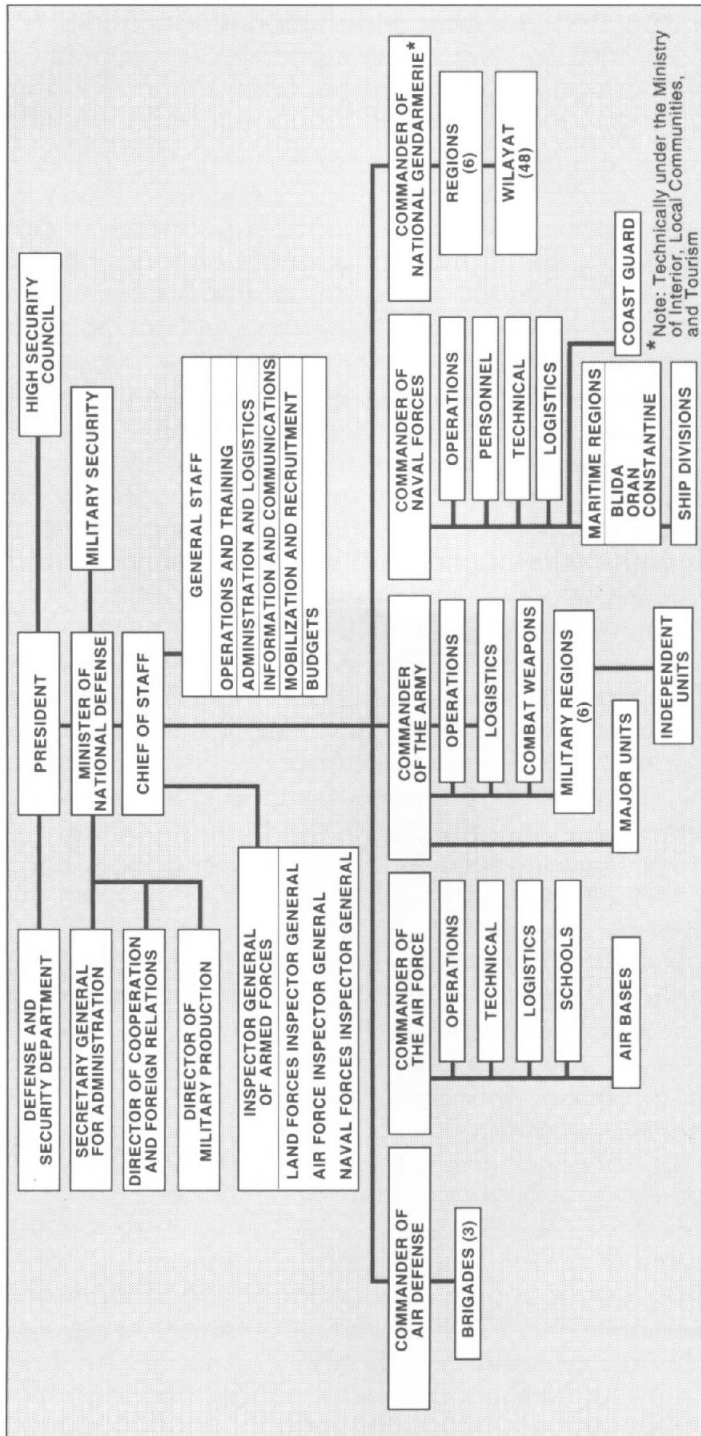 HIGH SECURITY
COUNCIL
PRESIDENT
DEFENSE AND
SECURITY DEPARTMENT
MINISTER OF
NATIONAL DEFENSE
MILITARY SECURITY
SECRETARY GENERAL
FOR ADMINISTRATION
CHIEF OF STAFF
DIRECTOR OF COOPERATION
AND FOREIGN RELATIONS
DIRECTOR OF
MILITARY PRODUCTION
GENERAL STAFF
OPERATIONS AND TRAINING
ADMINISTRATION AND LOGISTICS
INFORMATION AND COMMUNICATIONS
MOBILIZATION AND RECRUITMENT
BUDGETS
INSPECTOR GENERAL
OF ARMED FORCES
LAND FORCES INSPECTOR GENERAL
AIR FORCE INSPECTOR GENERAL
NAVAL FORCES INSPECTOR GENERAL
COMMANDER OF
AIR DEFENSE
BRIGADES (3)
COMMANDER OF
THE AIR FORCE
OPERATIONS
TECHNICAL
LOGISTICS
SCHOOLS
AIR BASES
COMMANDER
OF THE ARMY
OPERATIONS
LOGISTICS
COMBAT WEAPONS
MILITARY REGIONS
(6)
MAJOR UNITS
INDEPENDENT
UNITS
COMMANDER OF
NAVAL FORCES
OPERATIONS
PERSONNEL
TECHNICAL
LOGISTICS
MARITIME REGIONS
BLIDA
ORAN
CONSTANTINE
SHIP DIVISIONS
COAST GUARD
COMMANDER OF
NATIONAL GENDARMERIE*
REGIONS
(6)
WILAYAT
(48)
* Note: Technically under the Ministry
of Interior, Local Communities,
and Tourism